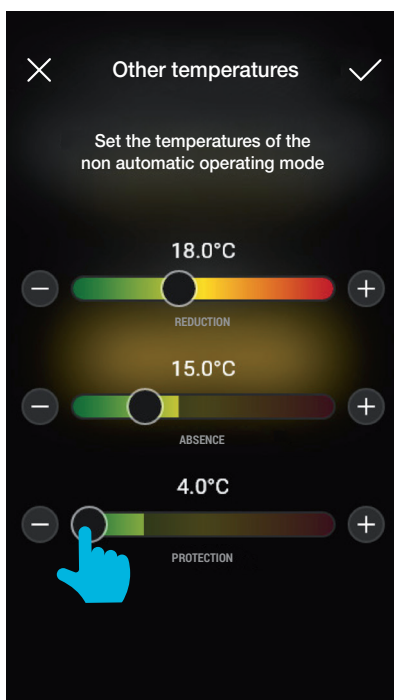 Other temperatures
Set the temperatures of the
non automatic operating mode
18.0°C
REDUCTION
15.0°C
ABSENCE
4.0°C
PROTECTION